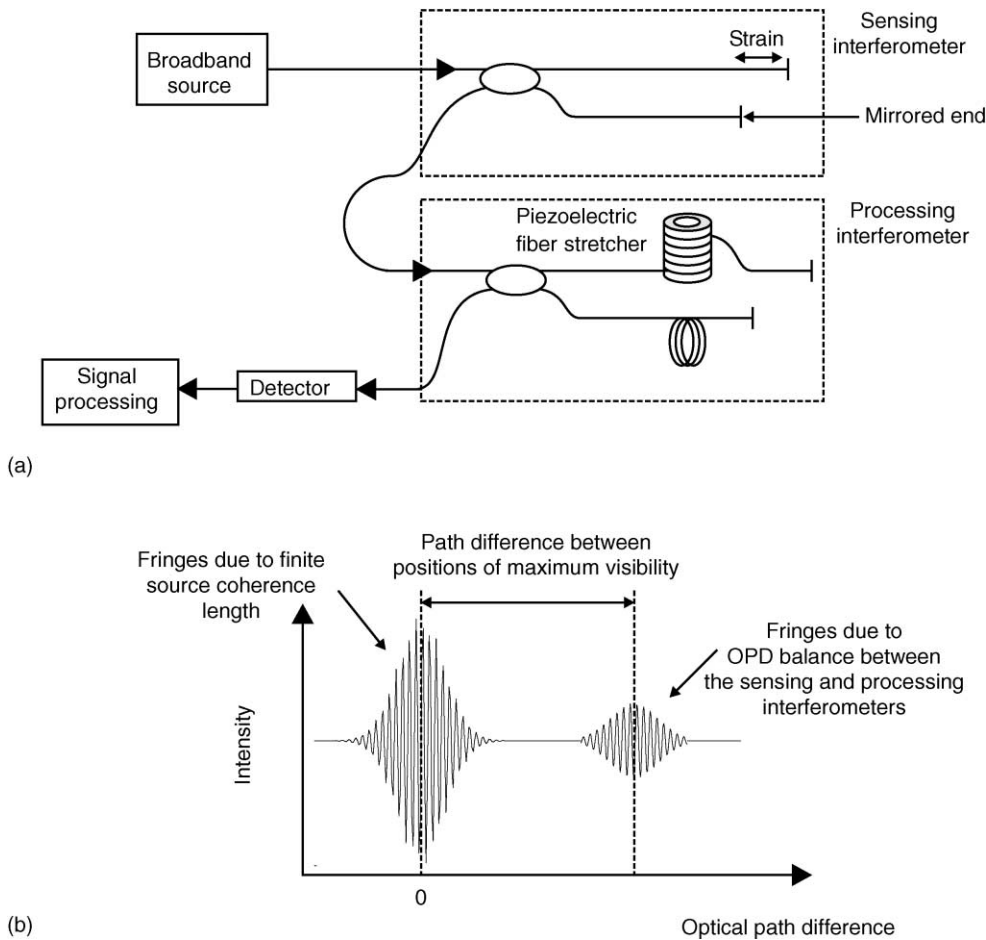 Sensing
interferometer
Broadband
source
Strain
Mirrored end
Processing
interferometer
Piezoelectric
fiber stretcher
Signal
processing
Detector
(a)
Fringes due to finite
source coherence
length
Path difference between
positions of maximum visibility
Fringes due to
OPD balance between
the sensing and processing
interferometers
Intensity
0
(b)
Optical path difference